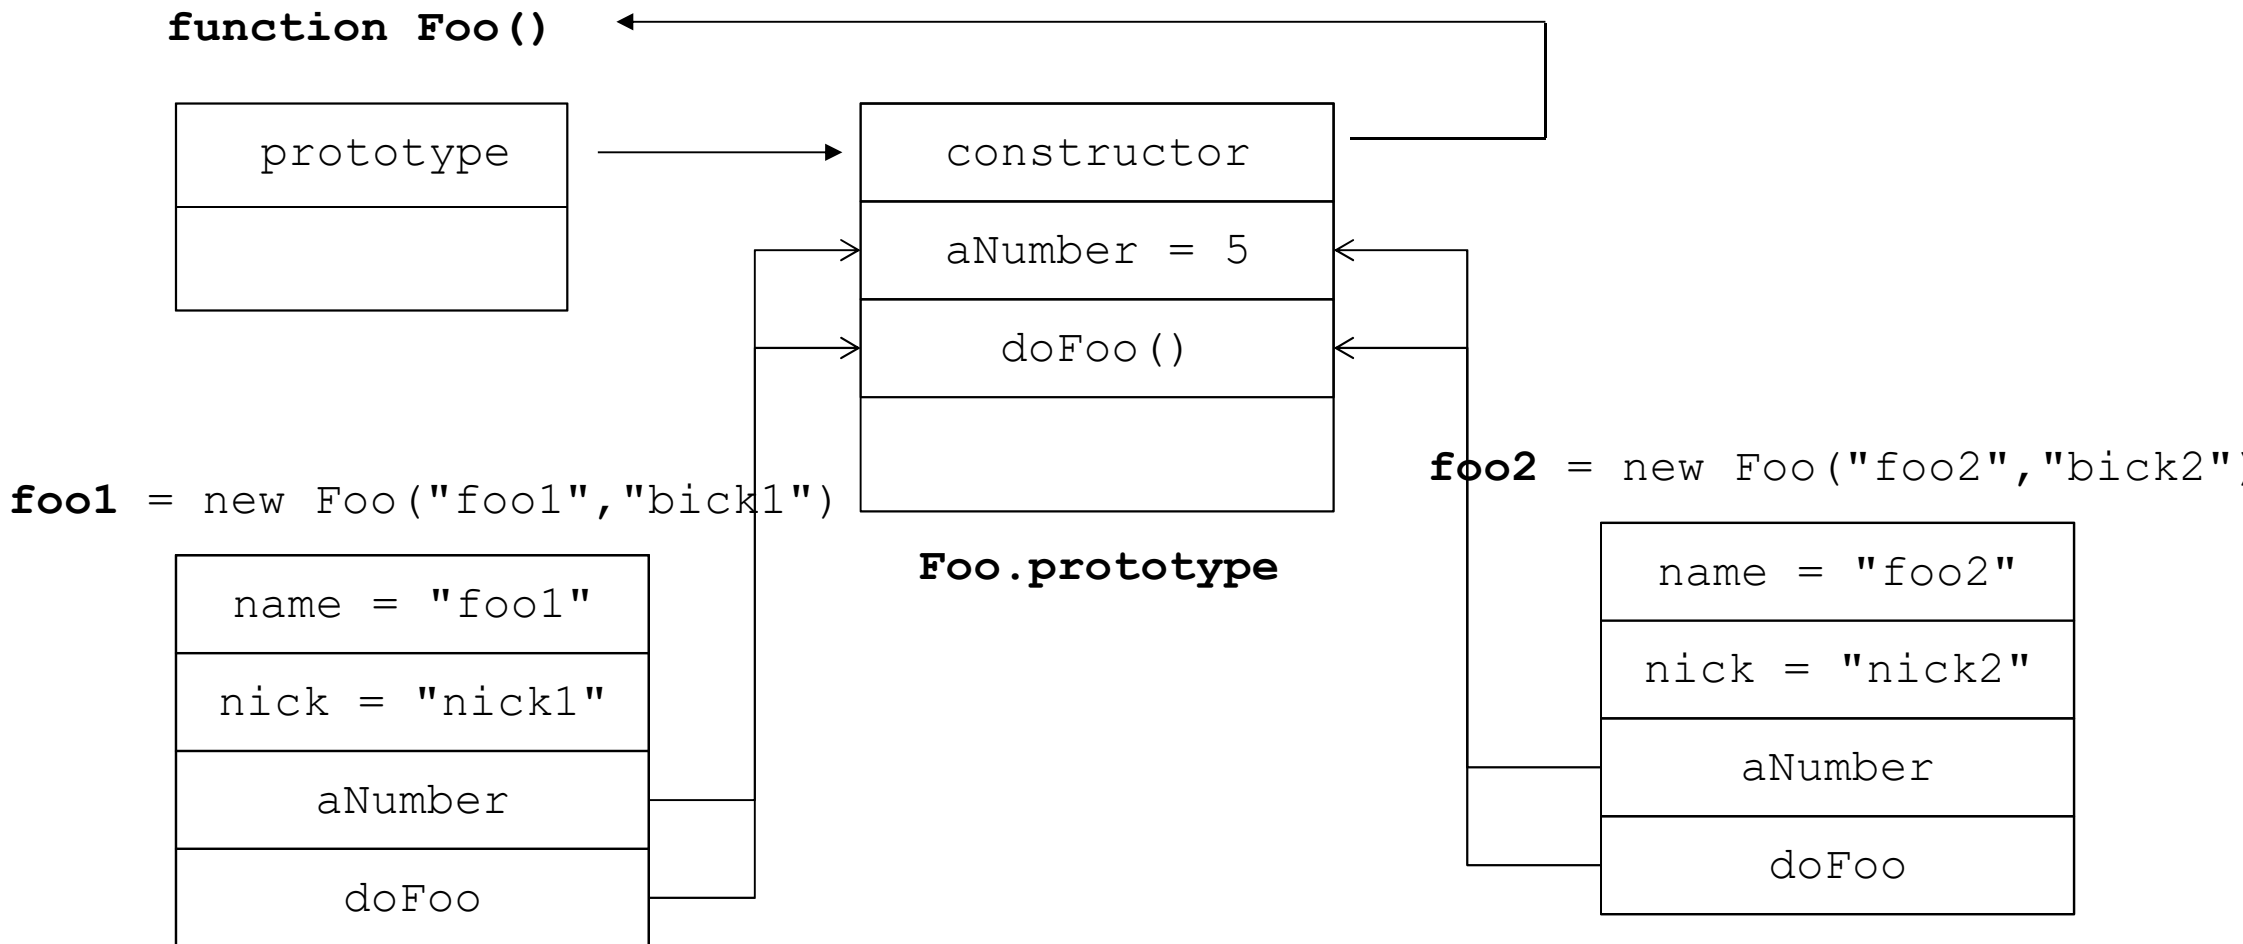 function Foo()
prototype
constructor
aNumber = 5
doFoo()
Foo.prototype
foo1 = new Foo("foo1","bick1")
name = "foo1"
nick = "nick1"
aNumber
doFoo
foo2 = new Foo("foo2","bick2")
name = "foo2"
nick = "nick2"
aNumber
doFoo